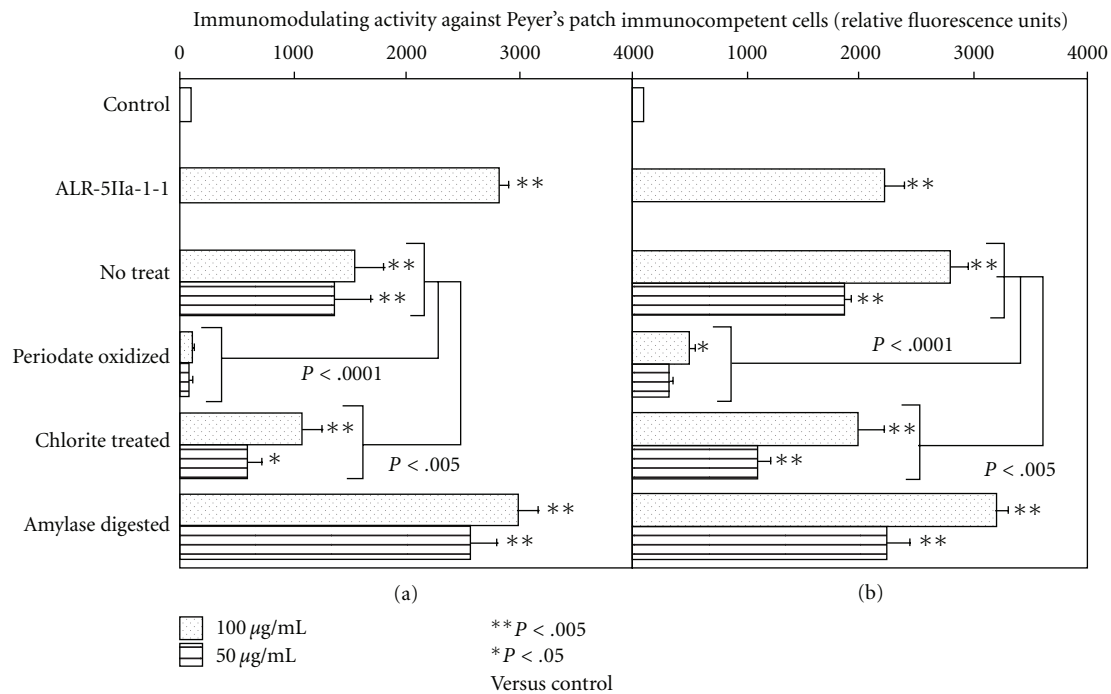 Immunomodulating activity against Peyer's patch immunocompetent cells (relative fluorescence units)
0 1000 2000 3000 4000 1000 2000 3000 4000
Control
ALR-5IIa-1-1
** **
No treat
** **
** **
Periodate oxidized
*
P < .0001 P < .0001
Chlorite treated
** **
* **
P < .005 P < .005
Amylase digested
** **
** **
(a) (b)
100 μg/mL **P < .005
50 μg/mL *P < .05
Versus control